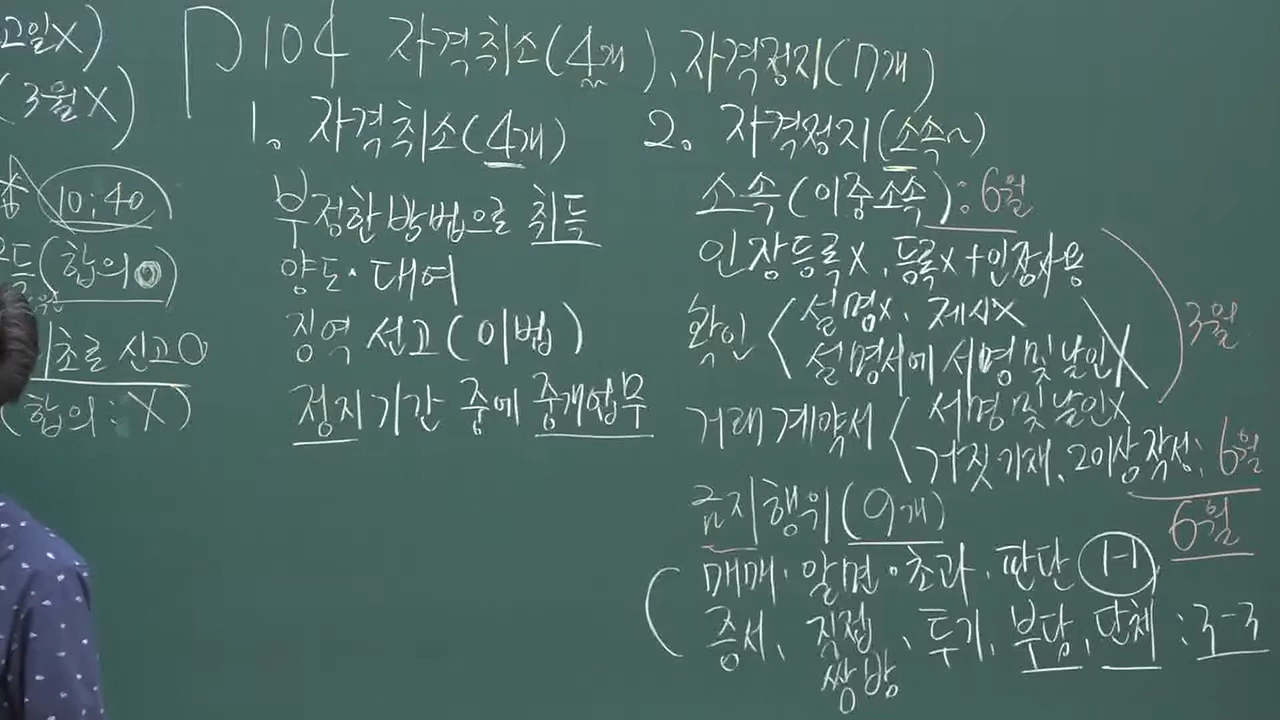 고일X)
(3월X)
10:40
(합의◎)
기초로 신고O
(합의: X)
P104 자격취소(4개), 자격정지(7개)
1. 자격취소(4개)
부정한 방법으로 취득
양도·대여
징역 선고(이법)
정지기간 중에 중개업무
2. 자격정지(소속~)
소속(이중소속): 6월
인장등록X, 등록X+인장사용
확인 < 설명X, 제시X
설명서에 서명 및 날인X
3월
거래계약서 < 서명 및 날인X
거짓기재, 2이상 작성: 6월
금지행위(9개) 6월
매매·알면·초과, 판단 1-1
증서, 직접, 투기, 부담, 단체 : 3-3
쌍방